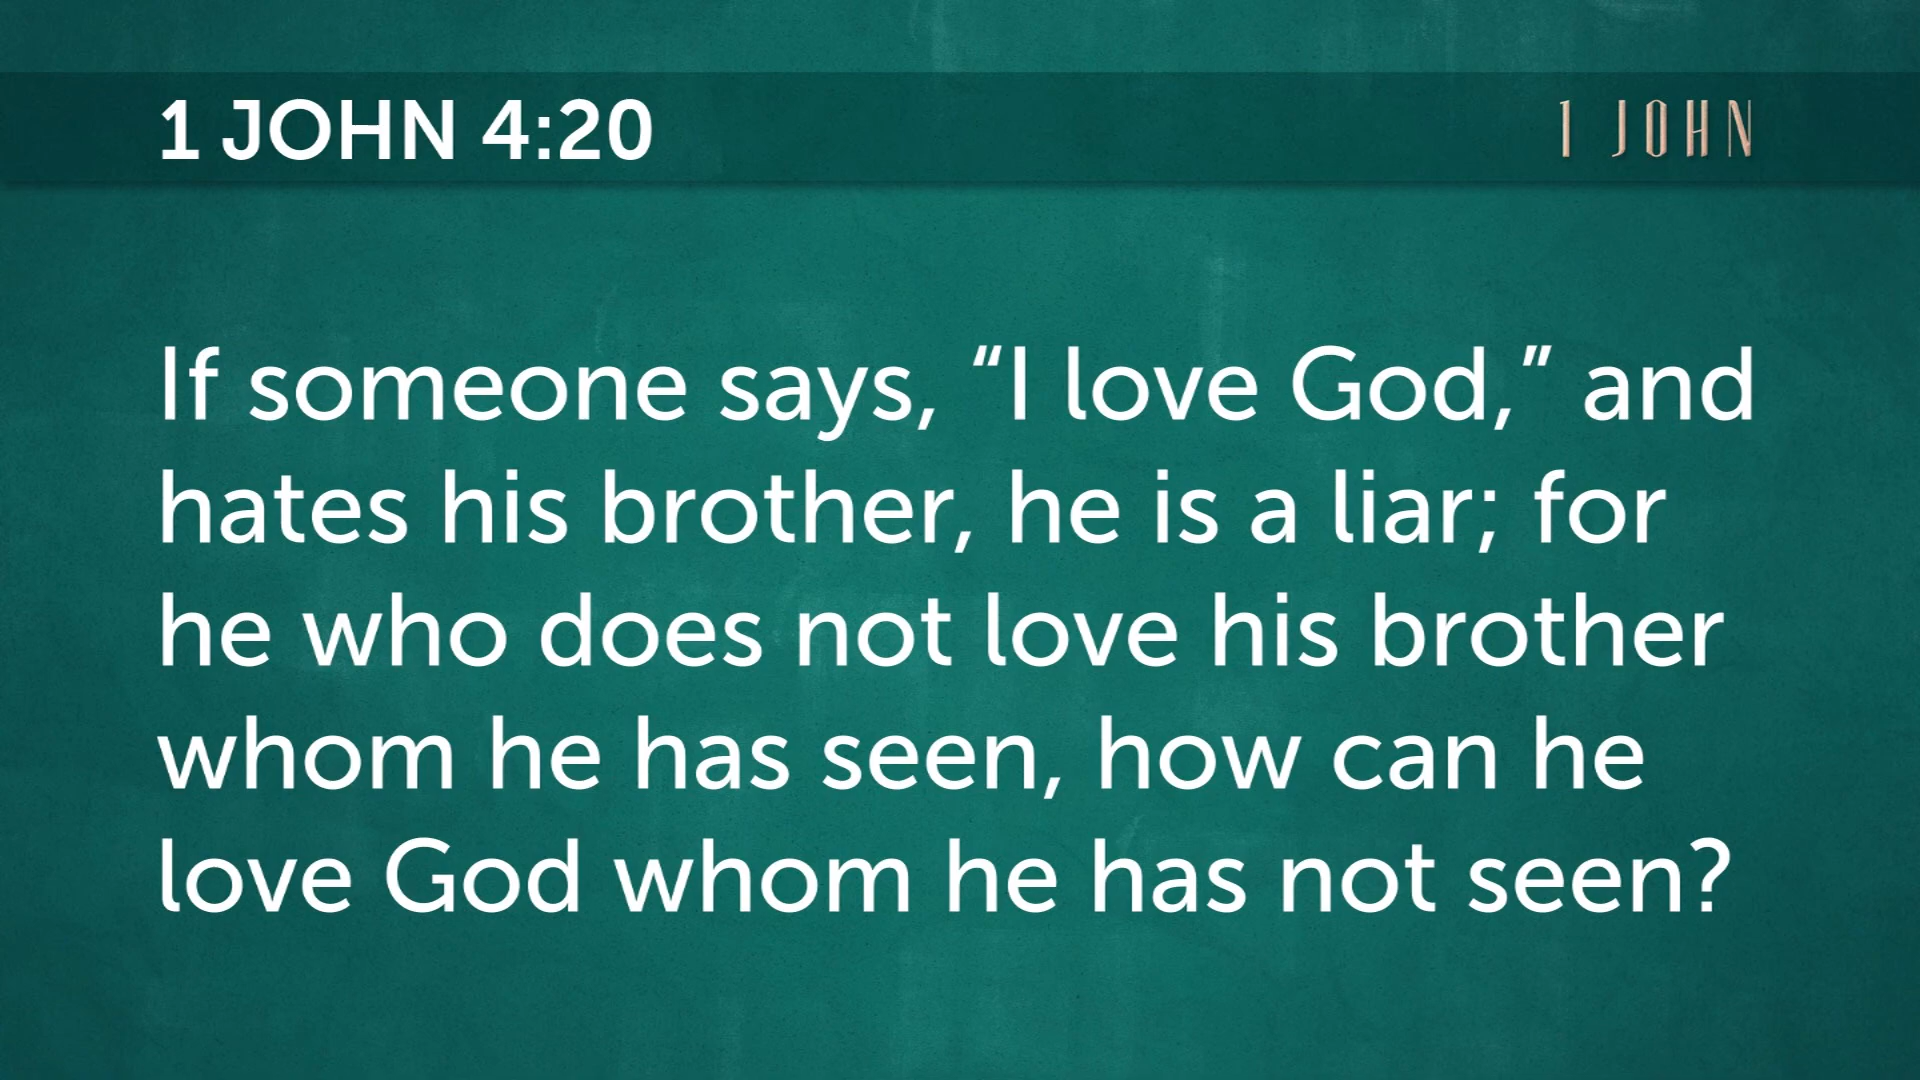 1 JOHN 4:20
1 JOHN
If someone says, “I love God,” and
hates his brother, he is a liar; for
he who does not love his brother
whom he has seen, how can he
love God whom he has not seen?